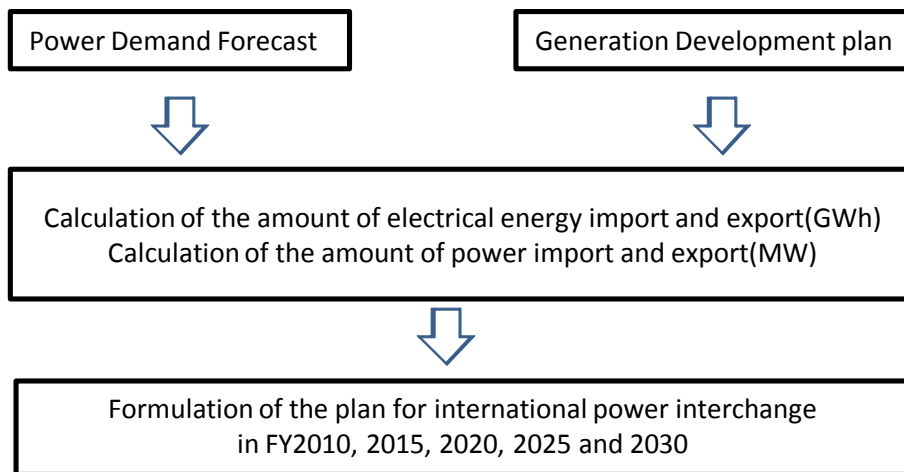 Power Demand Forecast
Generation Development plan
Calculation of the amount of electrical energy import and export(GWh)
Calculation of the amount of power import and export(MW)
Formulation of the plan for international power interchange
in FY2010, 2015, 2020, 2025 and 2030